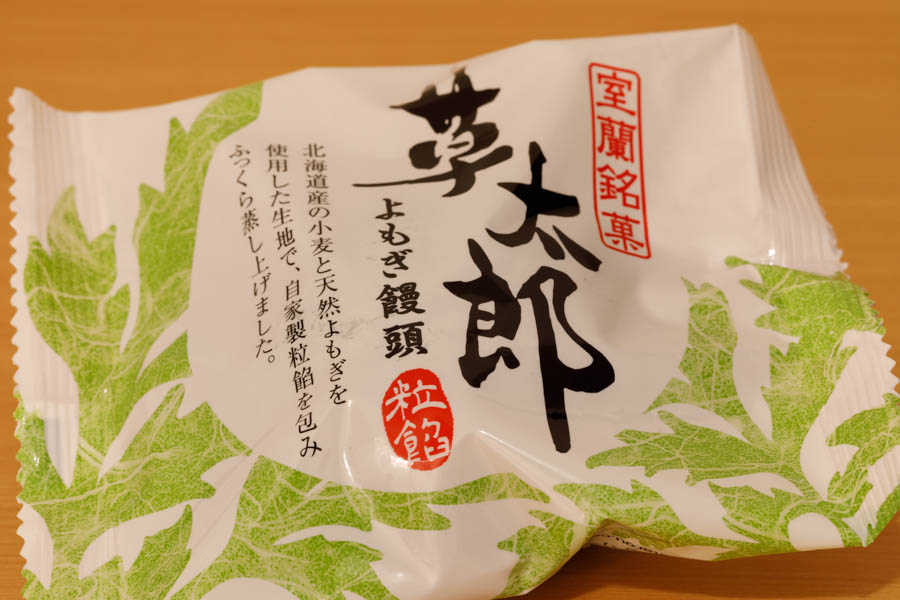 室蘭銘菓
草太郎
よもぎ饅頭
粒餡
北海道産の小麦と天然よもぎを
使用した生地で、自家製粒餡を包み
ふっくら蒸し上げました。